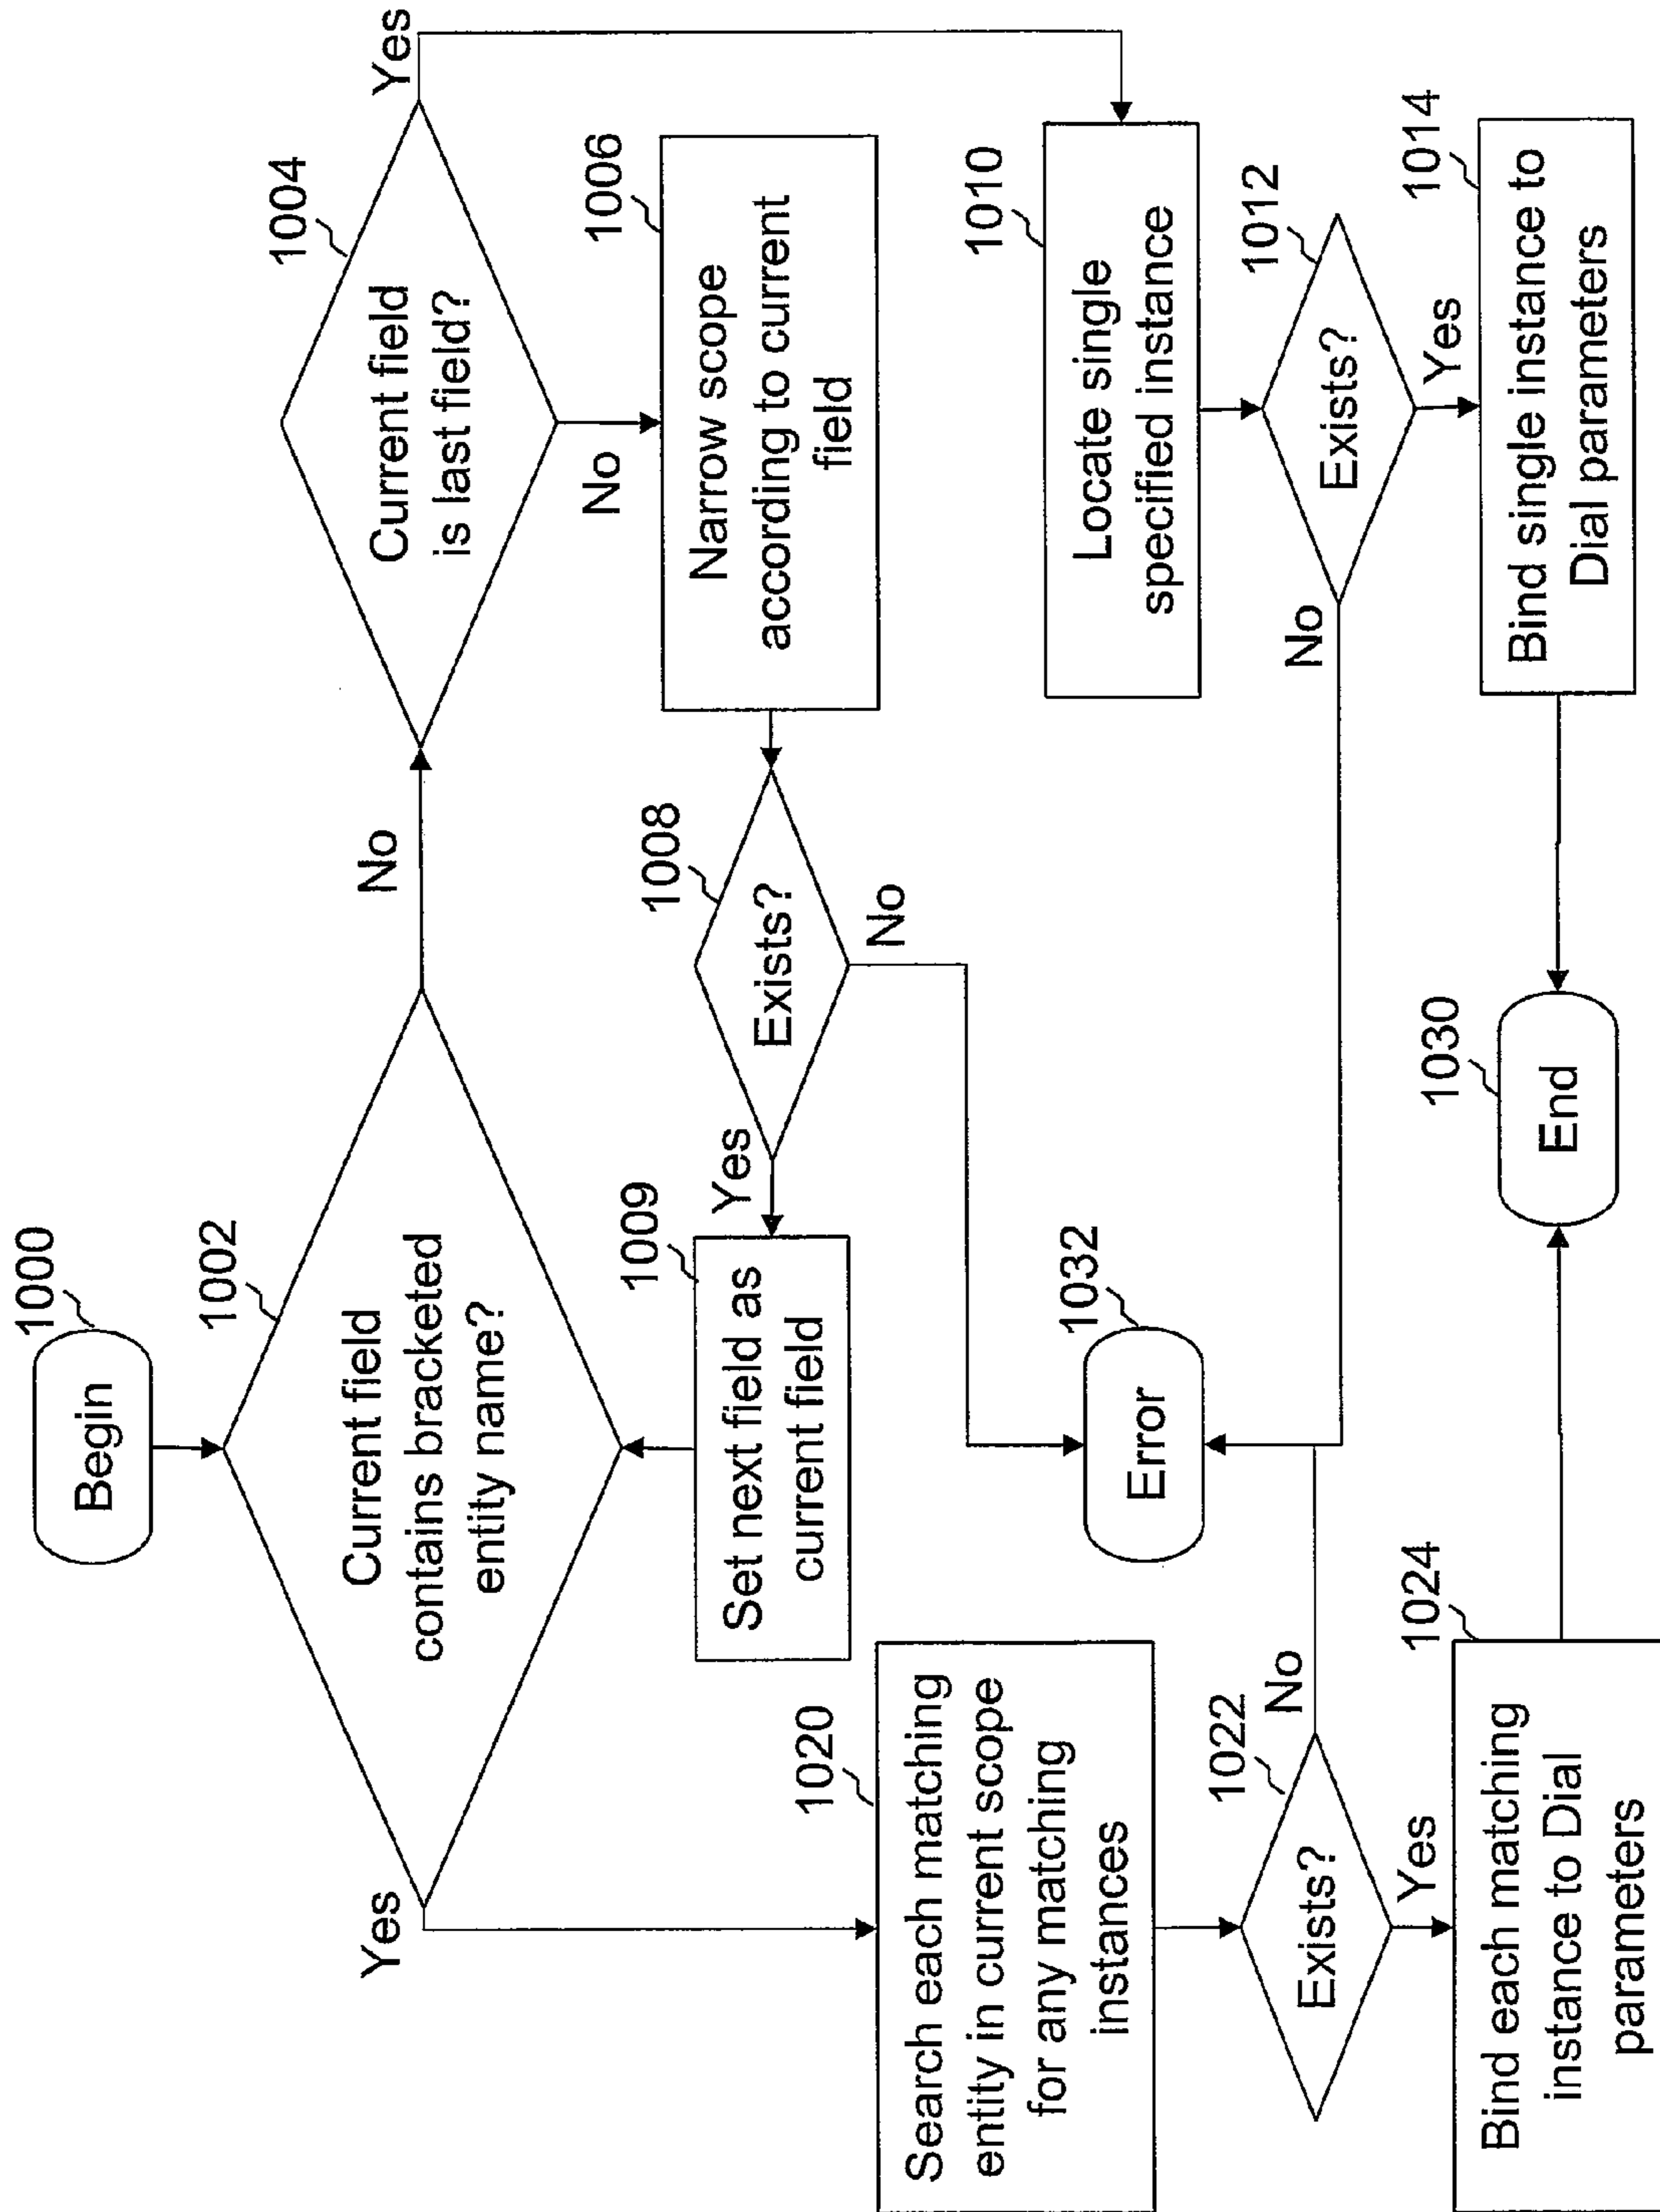 1000
Begin
1002
Current field
contains bracketed
entity name?
Yes
No
1004
Current field
is last field?
Yes
No
1006
Narrow scope
according to current
field
1008
Exists?
Yes
No
1009
Set next field as
current field
1010
Locate single
specified instance
1012
Exists?
No
Yes
1014
Bind single instance to
Dial parameters
1020
Search each matching
entity in current scope
for any matching
instances
1022
Exists?
No
Yes
1024
Bind each matching
instance to Dial
parameters
1032
Error
1030
End